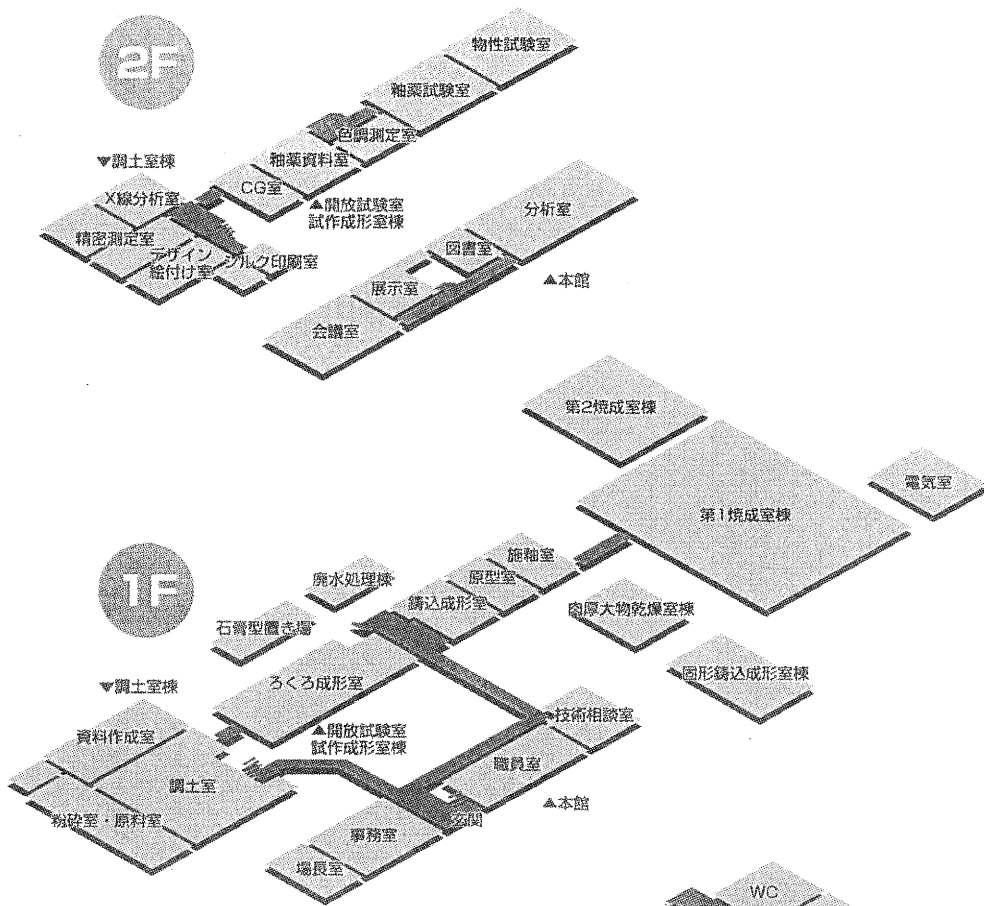 2F
物性試験室
釉薬試験室
色調測定室
釉薬資料室
CG室
▲開放試験室
試作成形室棟
▼調土室棟
X線分析室
精密測定室
デザイン
絵付け室
シルク印刷室
分析室
図書室
展示室
会議室
▲本館
1F
第2焼成室棟
第1焼成室棟
電気室
施釉室
原型室
鋳込成形室
廃水処理棟
石膏型置き場
肉厚大物乾燥室棟
固形鋳込成形室棟
ろくろ成形室
▲開放試験室
試作成形室棟
▼調土室棟
資料作成室
調土室
粉砕室・原料室
技術相談室
職員室
▲本館
玄関
事務室
場長室
WC